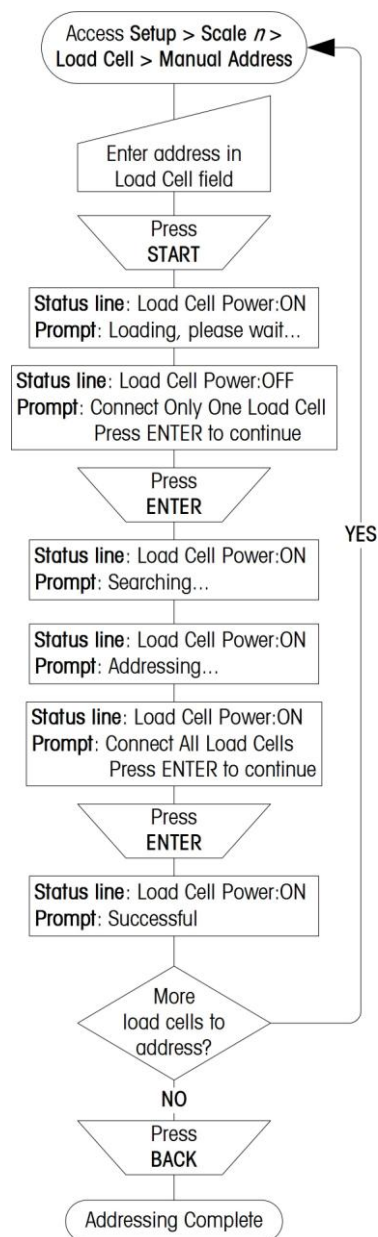 Access Setup > Scale n >
Load Cell > Manual Address
Enter address in
Load Cell field
Press
START
Status line: Load Cell Power:ON
Prompt: Loading, please wait...
Status line: Load Cell Power:OFF
Prompt: Connect Only One Load Cell
Press ENTER to continue
Press
ENTER
YES
Status line: Load Cell Power:ON
Prompt: Searching...
Status line: Load Cell Power:ON
Prompt: Addressing...
Status line: Load Cell Power:ON
Prompt: Connect All Load Cells
Press ENTER to continue
Press
ENTER
Status line: Load Cell Power:ON
Prompt: Successful
More
load cells to
address?
NO
Press
BACK
Addressing Complete